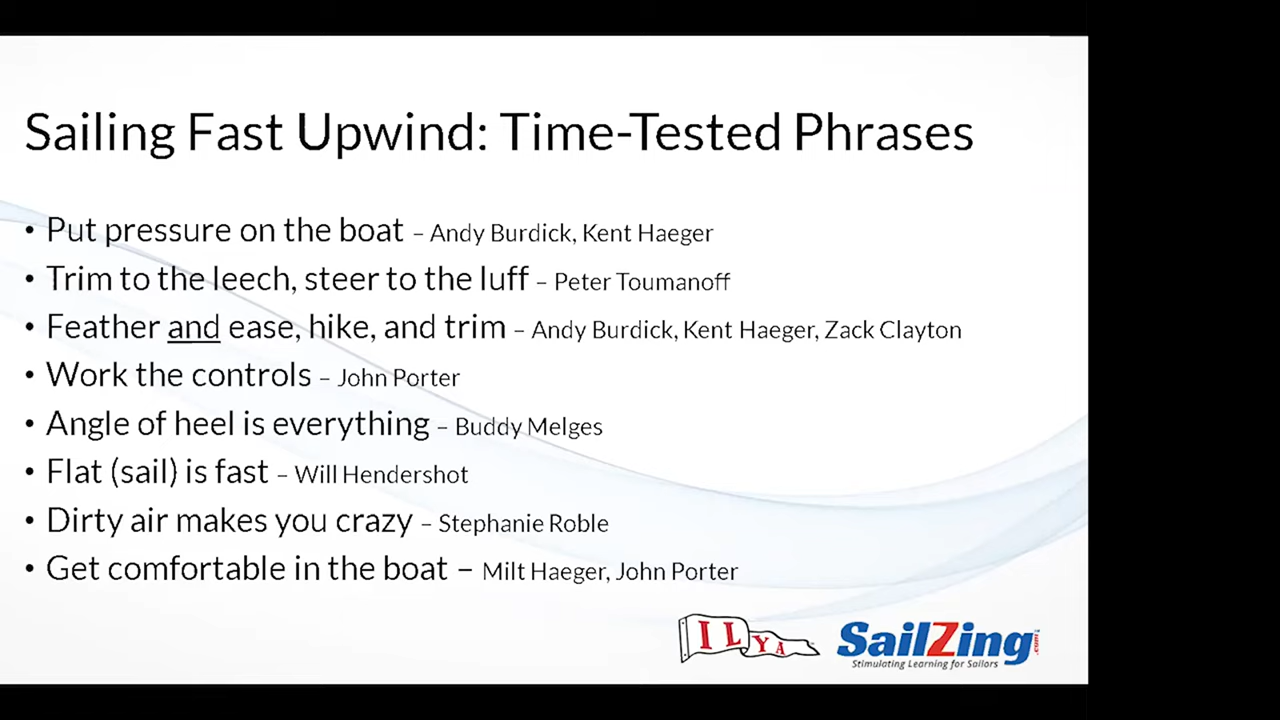 Sailing Fast Upwind: Time-Tested Phrases
• Put pressure on the boat – Andy Burdick, Kent Haeger
• Trim to the leech, steer to the luff – Peter Toumanoff
• Feather and ease, hike, and trim – Andy Burdick, Kent Haeger, Zack Clayton
• Work the controls – John Porter
• Angle of heel is everything – Buddy Melges
• Flat (sail) is fast – Will Hendershot
• Dirty air makes you crazy – Stephanie Roble
• Get comfortable in the boat – Milt Haeger, John Porter
ILYA
SailZing
Stimulating Learning for Sailors